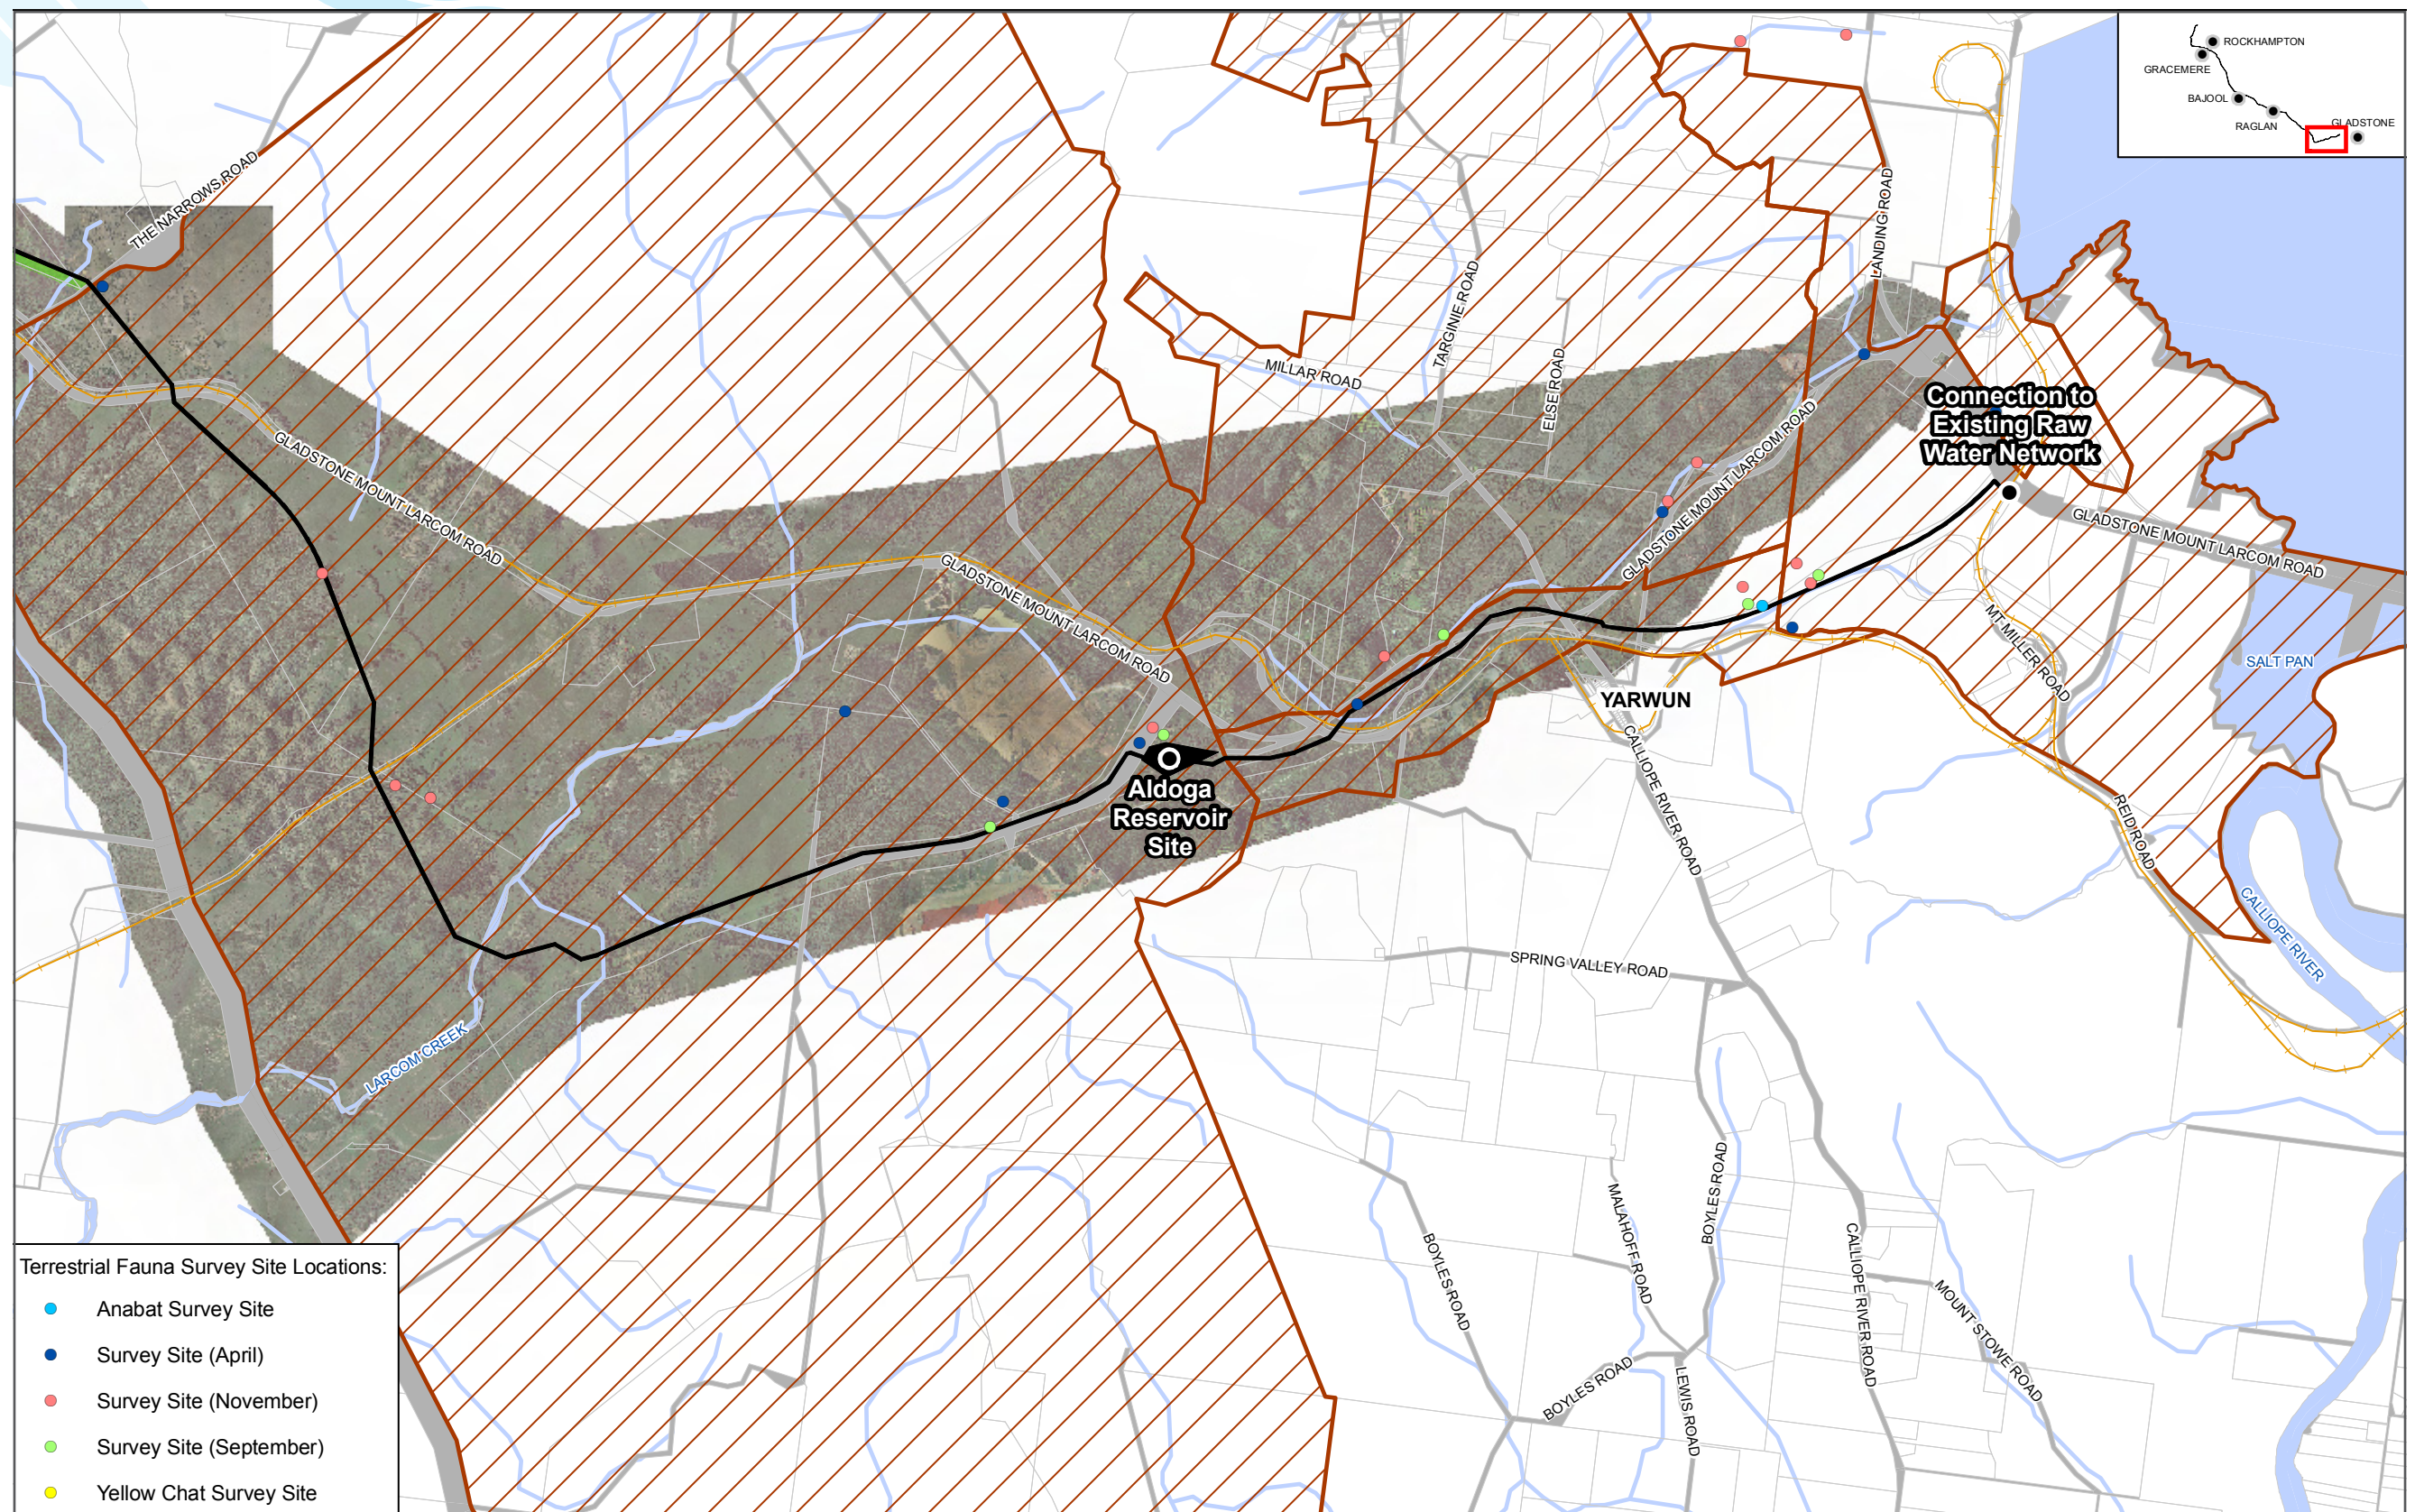 ROCKHAMPTON
GRACEMERE
BAJOOL
RAGLAN
GLADSTONE
THE NARROWS ROAD
LANDING ROAD
TARGINIE ROAD
MILLAR ROAD
ELSE ROAD
GLADSTONE MOUNT LARCOM ROAD
GLADSTONE MOUNT LARCOM ROAD
GLADSTONE MOUNT LARCOM ROAD
GLADSTONE MOUNT LARCOM ROAD
Connection to
Existing Raw
Water Network
MT MILLER ROAD
SALT PAN
YARWUN
Aldoga
Reservoir
Site
CALLIOPE RIVER ROAD
REID ROAD
CALLIOPE RIVER
SPRING VALLEY ROAD
LARCOM CREEK
BOYLES ROAD
MALAHOFF ROAD
BOYLES ROAD
CALLIOPE RIVER ROAD
MOUNT STOWE ROAD
BOYLES ROAD
LEWIS ROAD
Terrestrial Fauna Survey Site Locations:
Anabat Survey Site
Survey Site (April)
Survey Site (November)
Survey Site (September)
Yellow Chat Survey Site